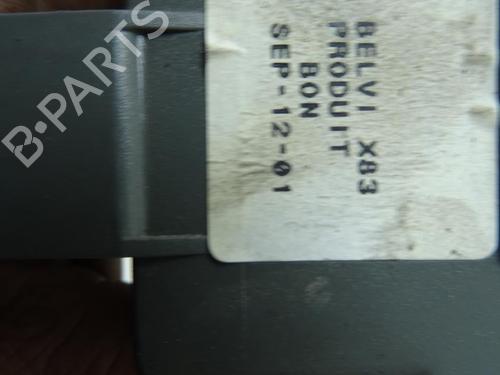 BELVI X83
PRODUIT
BON
SEP-12-01
B-PARTS